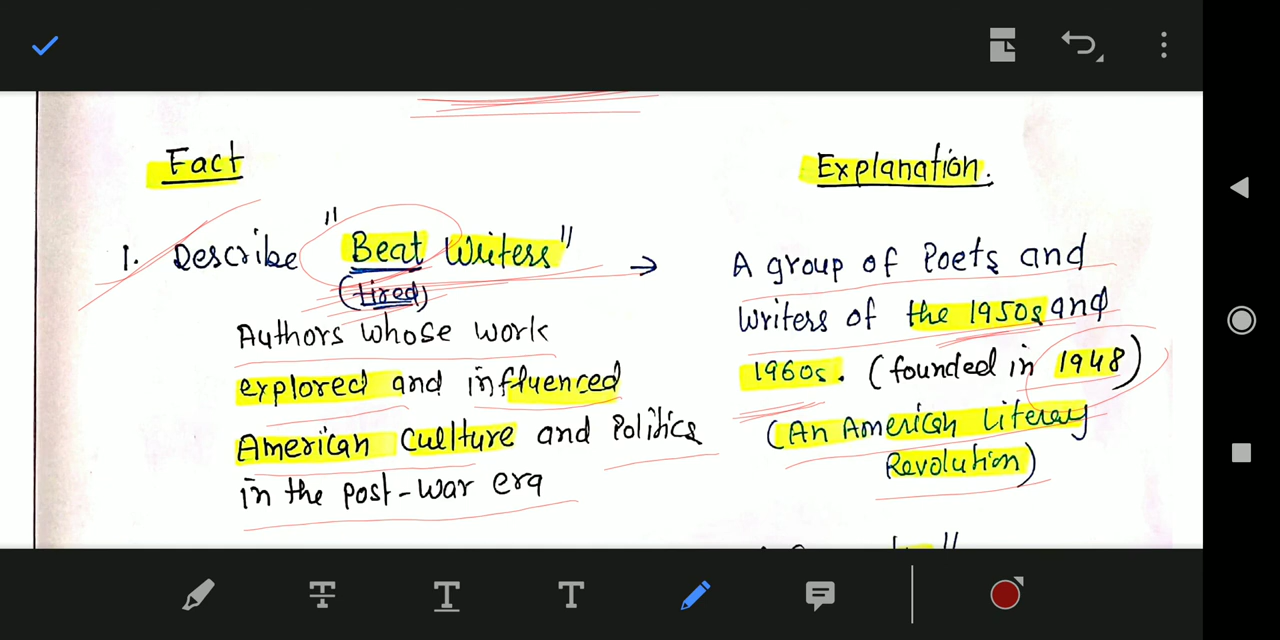 Fact
Explanation.
1. Describe "Beat Writers" →
(tired)
Authors whose work
explored and influenced
American Culture and Politics
in the post-war era
A group of Poets and
Writers of the 1950s and
1960s. (founded in 1948)
(An American Literay
Revolution)